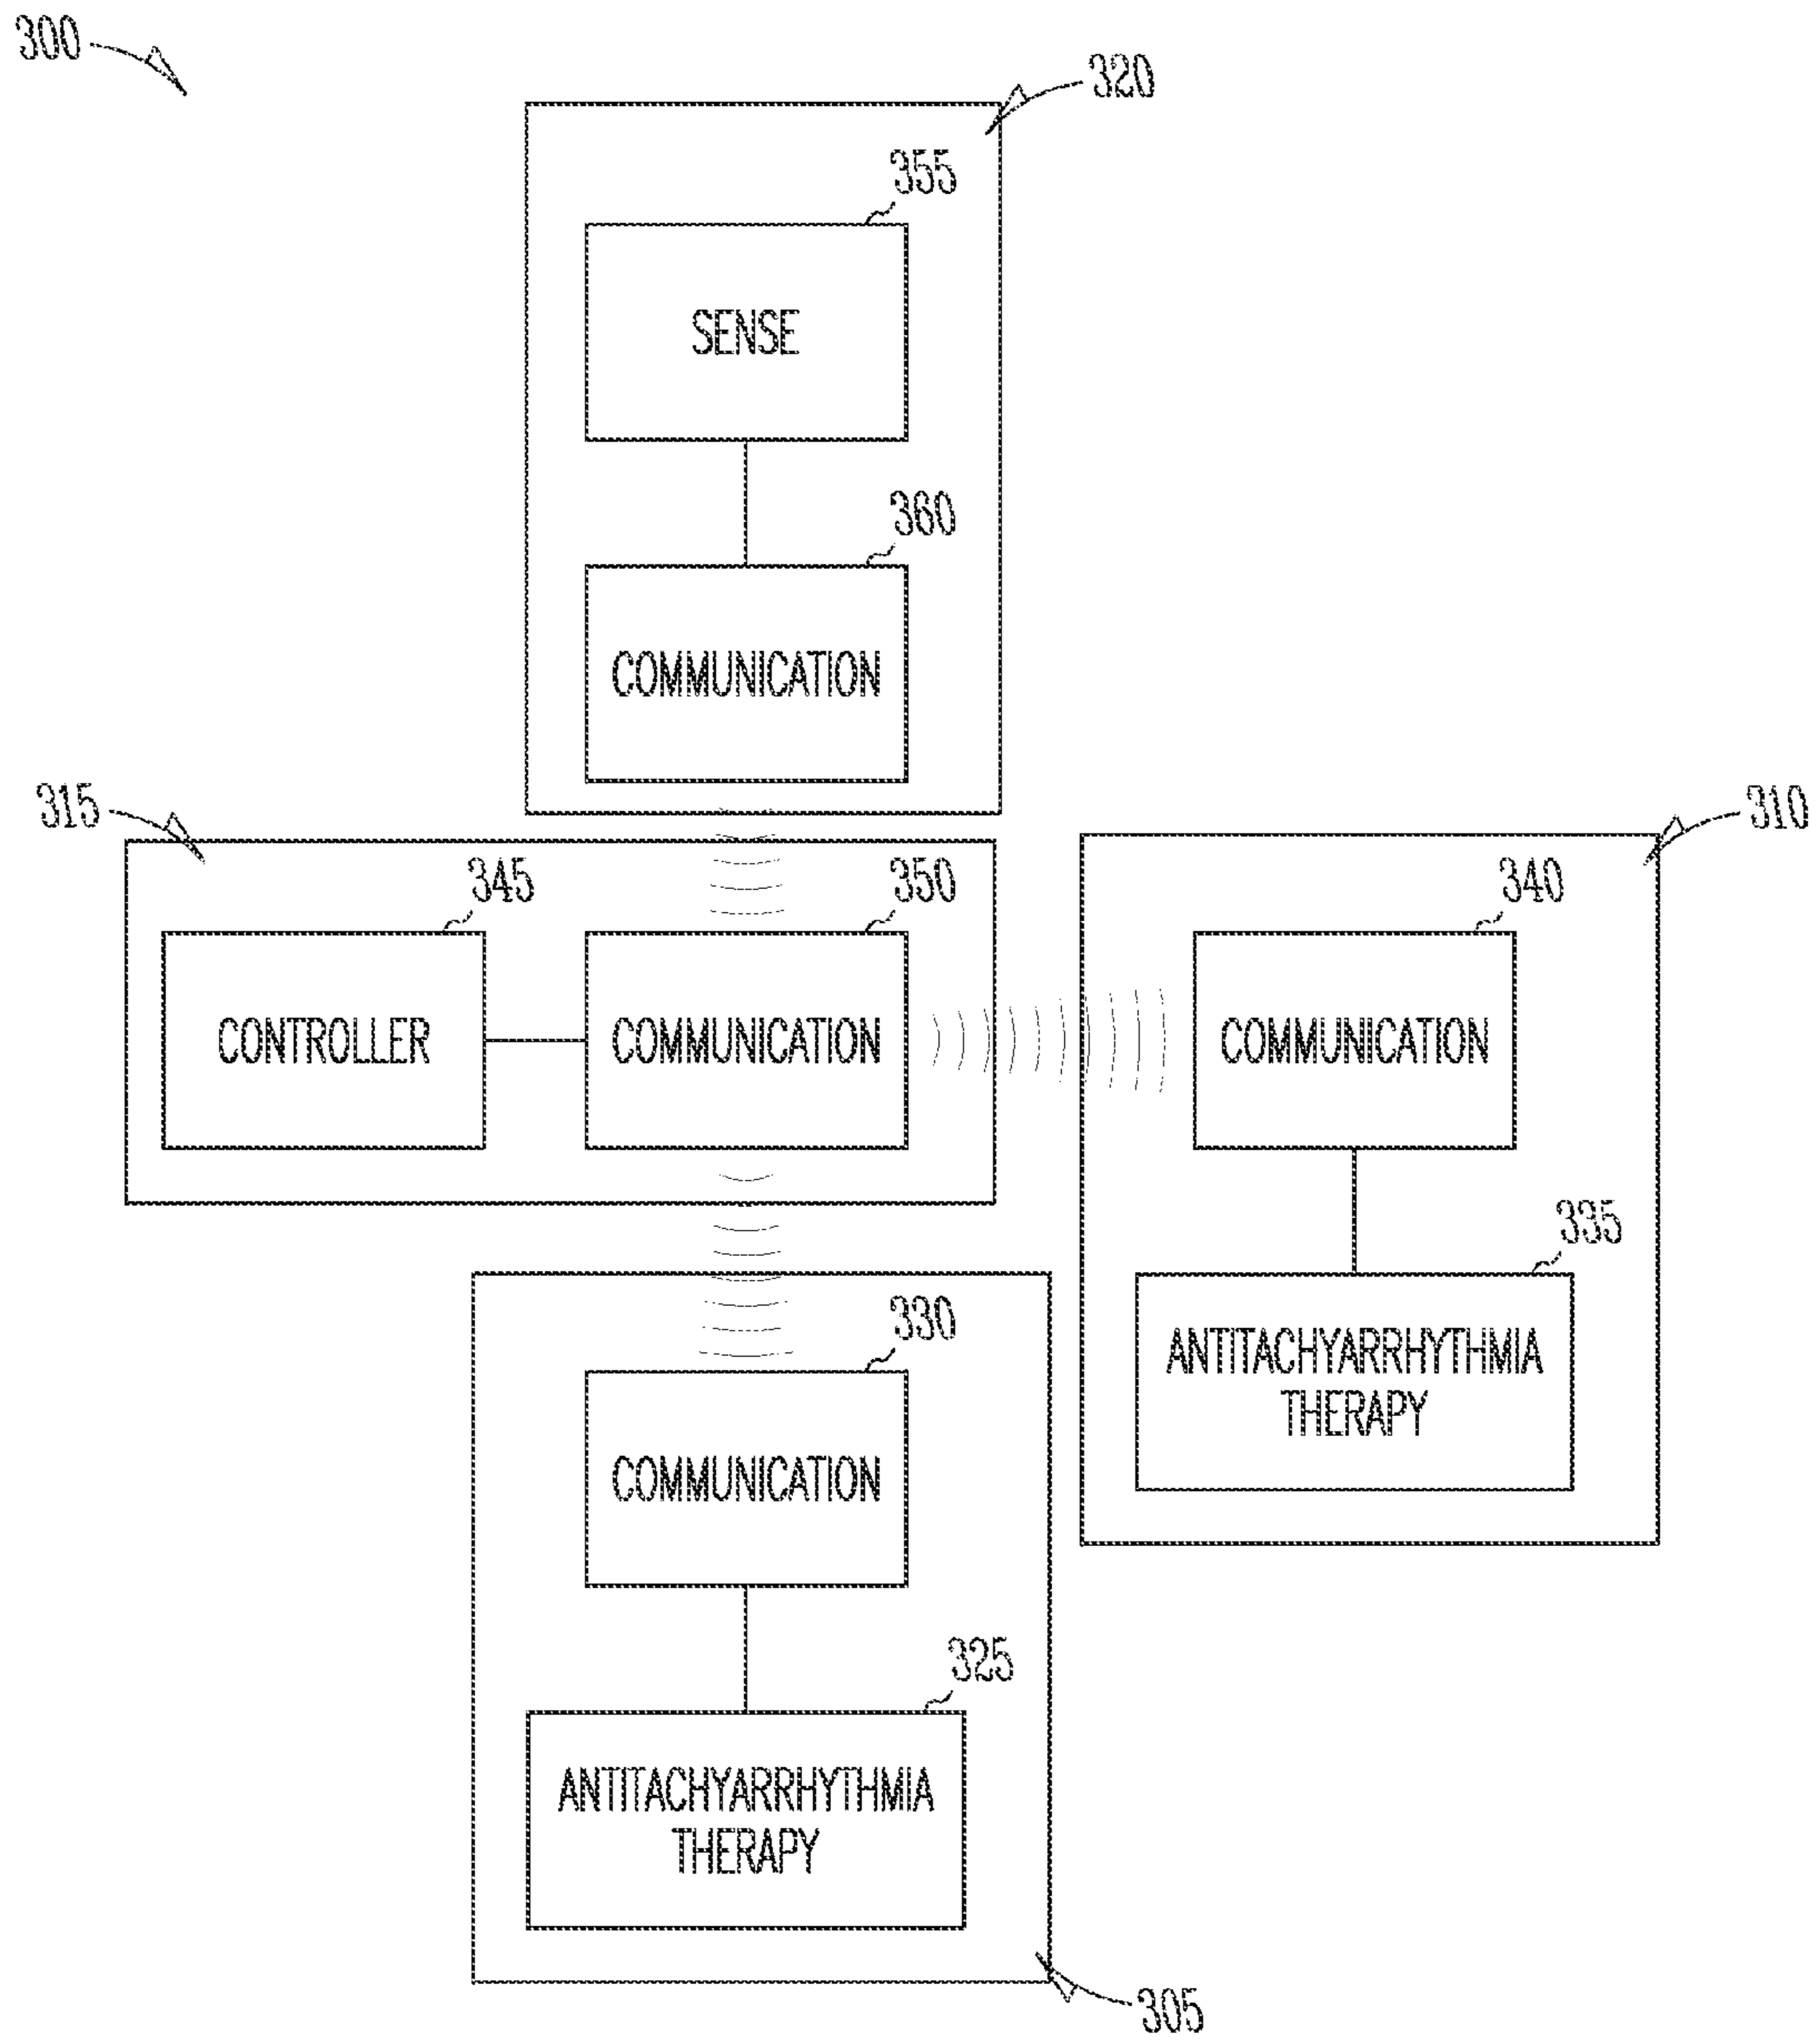 300
320
355
SENSE
360
COMMUNICATION
315
310
345
350
340
CONTROLLER
COMMUNICATION
COMMUNICATION
335
ANTITACHYARRHYTHMIA
THERAPY
330
COMMUNICATION
325
ANTITACHYARRHYTHMIA
THERAPY
305